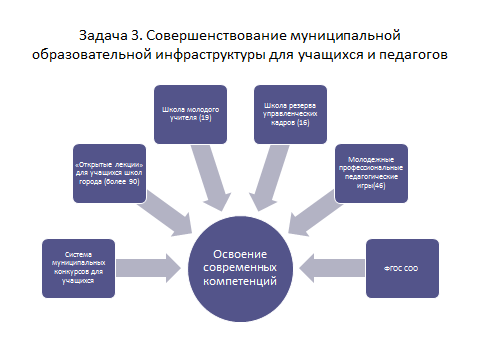 Задача 3. Совершенствование муниципальной
образовательной инфраструктуры для учащихся и педагогов
Школа молодого
учителя (19)
Школа резерва
управленческих
кадров (16)
«Открытые лекции»
для учащихся школ
города (более 90)
Молодежные
профессиональные
педагогические
игры(46)
Система
муниципальных
конкурсов для
учащихся
Освоение
современных
компетенций
ФГОС СОО